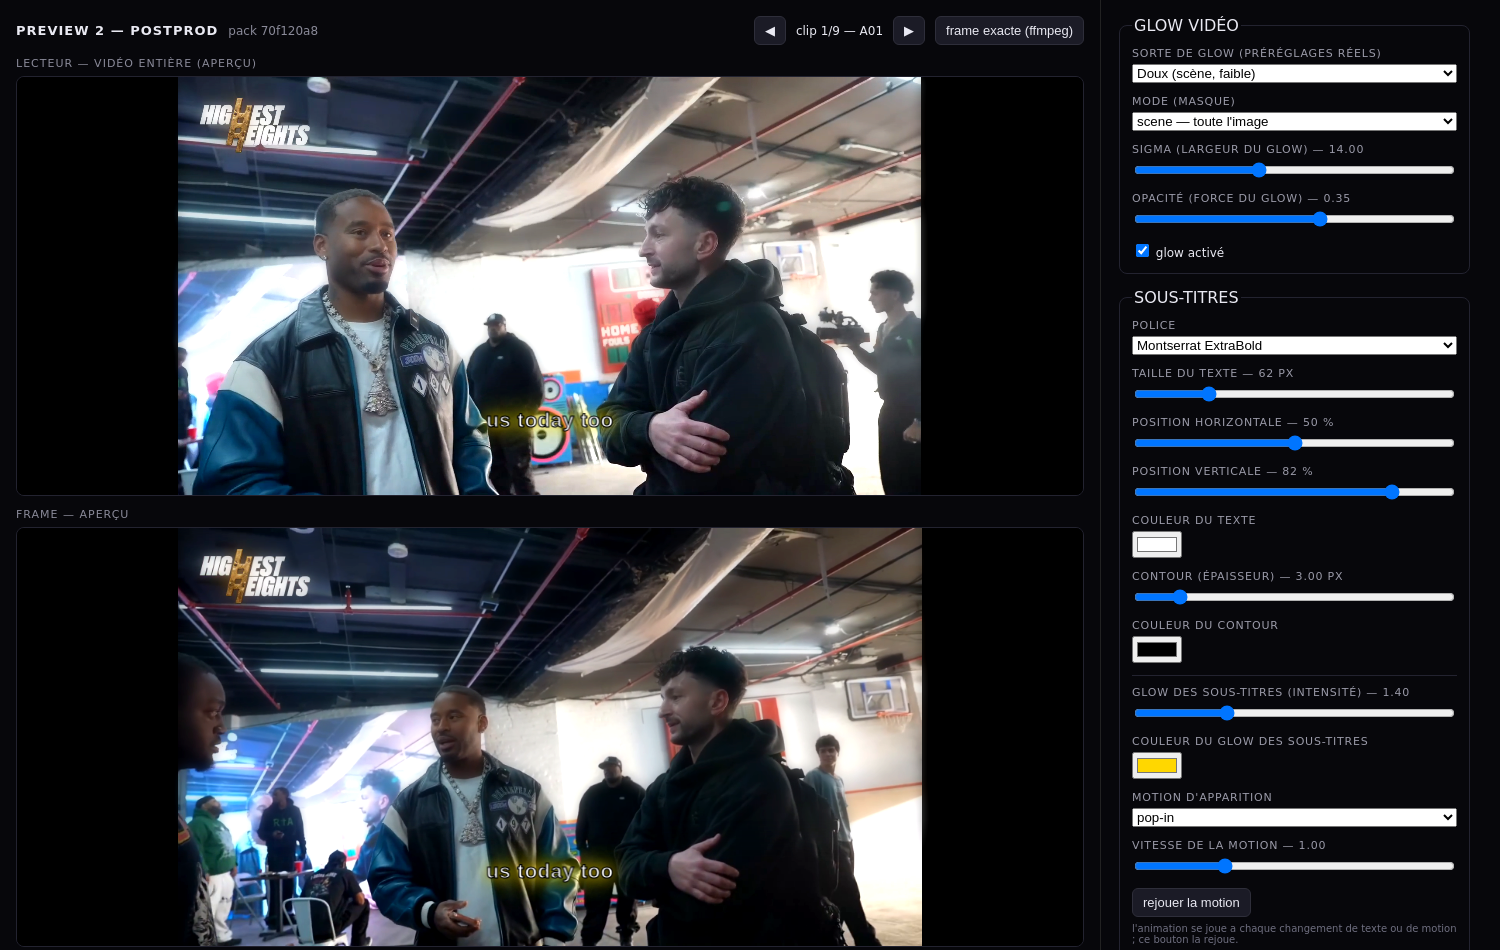 PREVIEW 2 — POSTPROD pack 70f120a8
◀ clip 1/9 — A01 ▶ frame exacte (ffmpeg)
LECTEUR — VIDÉO ENTIÈRE (APERÇU)
HIGHEST
HEIGHTS
HOME
FOULS
us today too
FRAME — APERÇU
HIGHEST
HEIGHTS
us today too
GLOW VIDÉO
SORTE DE GLOW (PRÉRÉGLAGES RÉELS)
Doux (scène, faible)
MODE (MASQUE)
scene — toute l'image
SIGMA (LARGEUR DU GLOW) — 14.00
OPACITÉ (FORCE DU GLOW) — 0.35
glow activé
SOUS-TITRES
POLICE
Montserrat ExtraBold
TAILLE DU TEXTE — 62 PX
POSITION HORIZONTALE — 50 %
POSITION VERTICALE — 82 %
COULEUR DU TEXTE
CONTOUR (ÉPAISSEUR) — 3.00 PX
COULEUR DU CONTOUR
GLOW DES SOUS-TITRES (INTENSITÉ) — 1.40
COULEUR DU GLOW DES SOUS-TITRES
MOTION D'APPARITION
pop-in
VITESSE DE LA MOTION — 1.00
rejouer la motion
l'animation se joue a chaque changement de texte ou de motion
; ce bouton la rejoue.